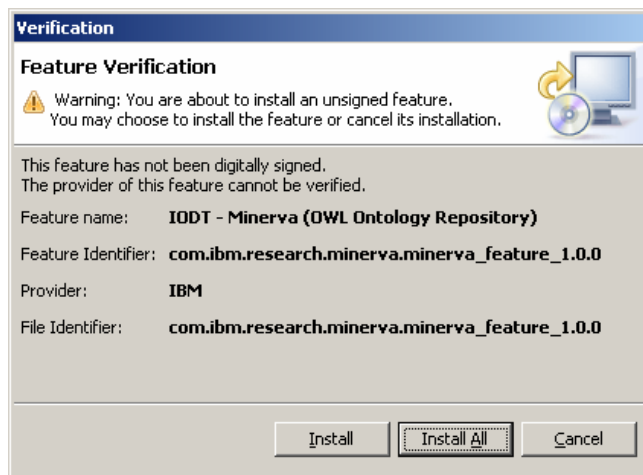 Verification
Feature Verification
Warning: You are about to install an unsigned feature.
You may choose to install the feature or cancel its installation.
This feature has not been digitally signed.
The provider of this feature cannot be verified.
Feature name: IODT - Minerva (OWL Ontology Repository)
Feature Identifier: com.ibm.research.minerva.minerva_feature_1.0.0
Provider: IBM
File Identifier: com.ibm.research.minerva.minerva_feature_1.0.0
Install Install All Cancel